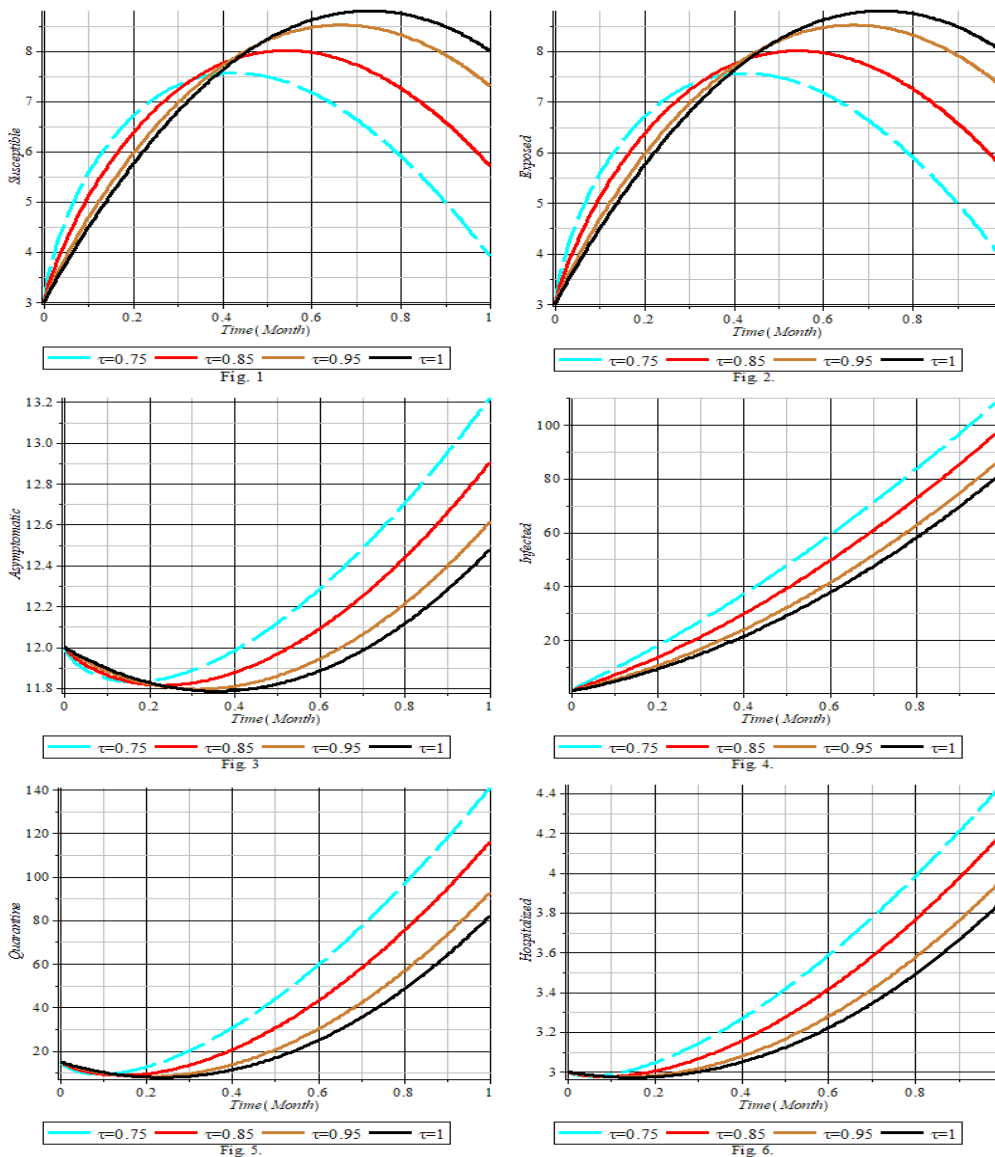 8
7
6
5
4
3
Susceptible
0 0.2 0.4 0.6 0.8 1
Time (Month)
τ=0.75 τ=0.85 τ=0.95 τ=1
Fig. 1
8
7
6
5
4
3
Exposed
0 0.2 0.4 0.6 0.8
Time (Month)
τ=0.75 τ=0.85 τ=0.95 τ=1
Fig. 2.
13.2
13.0
12.8
12.6
12.4
12.2
12.0
11.8
Asymptomatic
0 0.2 0.4 0.6 0.8 1
Time (Month)
τ=0.75 τ=0.85 τ=0.95 τ=1
Fig. 3
100
80
60
40
20
Infected
0 0.2 0.4 0.6 0.8
Time (Month)
τ=0.75 τ=0.85 τ=0.95 τ=1
Fig. 4.
140
120
100
80
60
40
20
Quarantine
0 0.2 0.4 0.6 0.8 1
Time (Month)
τ=0.75 τ=0.85 τ=0.95 τ=1
Fig. 5.
4.4
4.2
4
3.8
3.6
3.4
3.2
3
Hospitalized
0 0.2 0.4 0.6 0.8
Time (Month)
τ=0.75 τ=0.85 τ=0.95 τ=1
Fig. 6.